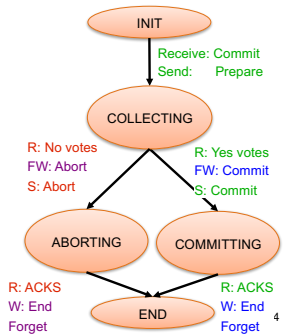 INIT
Receive: Commit
Send: Prepare
COLLECTING
R: No votes
FW: Abort
S: Abort
R: Yes votes
FW: Commit
S: Commit
ABORTING
COMMITTING
R: ACKS
W: End
Forget
END
R: ACKS
W: End
Forget
4